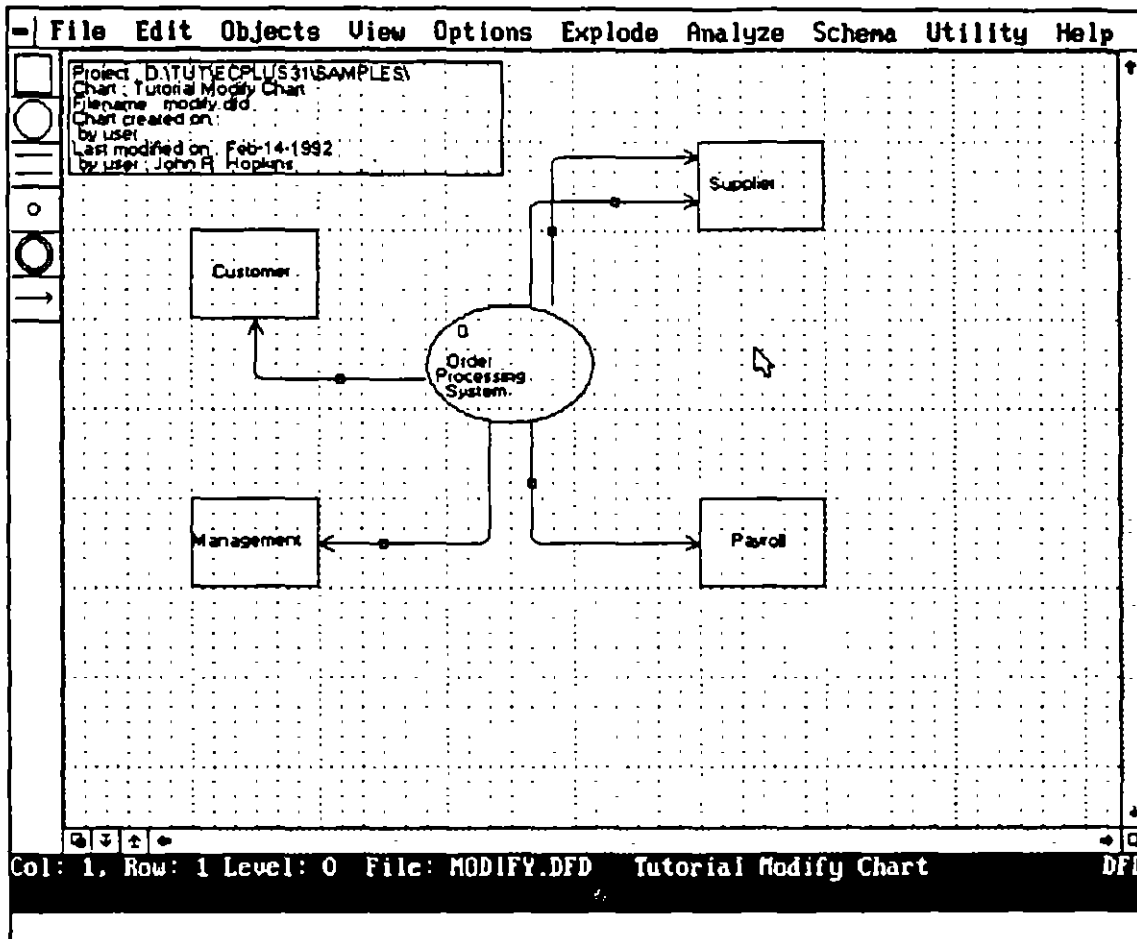 File Edit Objects View Options Explode Analyze Schema Utility Help
Project : D:\TUT\ECPLUS31\SAMPLES\
Chart : Tutorial Modify Chart
Filename : modify.dfd
Chart created on :
by user
Last modified on : Feb-14-1992
by user : John R. Hopkins
Supplier
Customer
0
Order
Processing
System
Management
Payroll
Col: 1, Row: 1 Level: 0 File: MODIFY.DFD Tutorial Modify Chart DFD